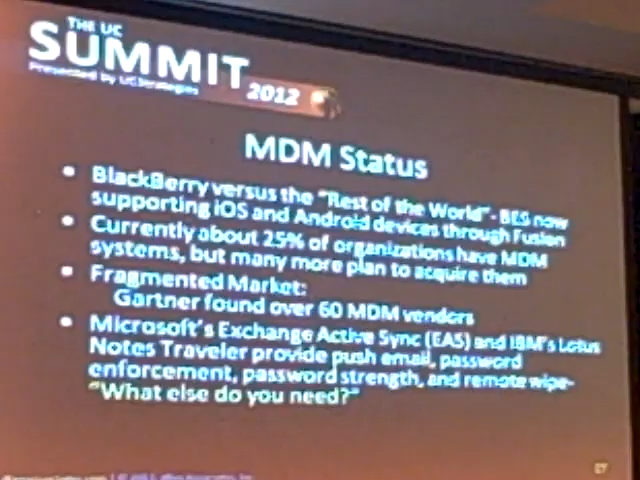 THE UC
SUMMIT
Presented by UCStrategies
2012
MDM Status
• BlackBerry versus the "Rest of the World"- BES now
supporting iOS and Android devices through Fusion
• Currently about 25% of organizations have MDM
systems, but many more plan to acquire them
• Fragmented Market:
Gartner found over 60 MDM vendors
• Microsoft's Exchange Active Sync (EAS) and IBM's Lotus
Notes Traveler provide push email, password
enforcement, password strength, and remote wipe-
"What else do you need?"